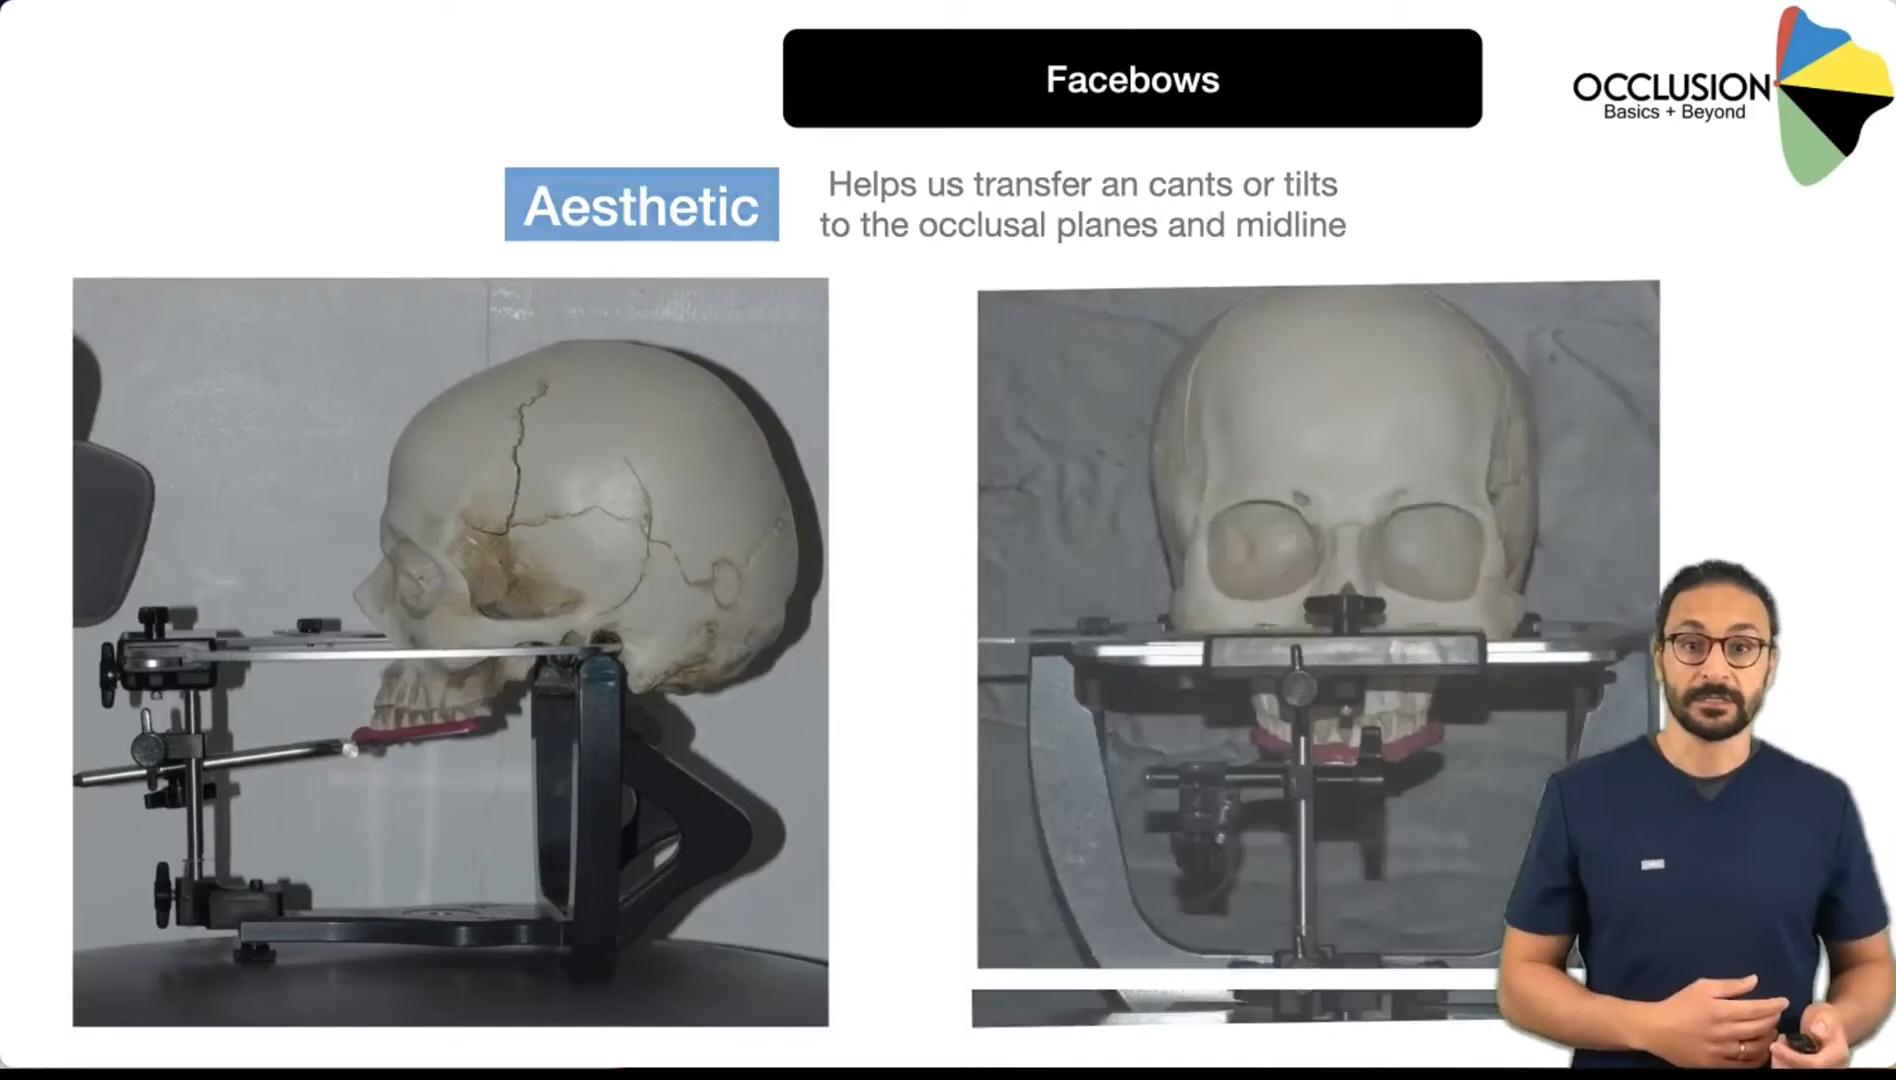 Facebows
OCCLUSION
Basics + Beyond
Aesthetic
Helps us transfer an cants or tilts
to the occlusal planes and midline